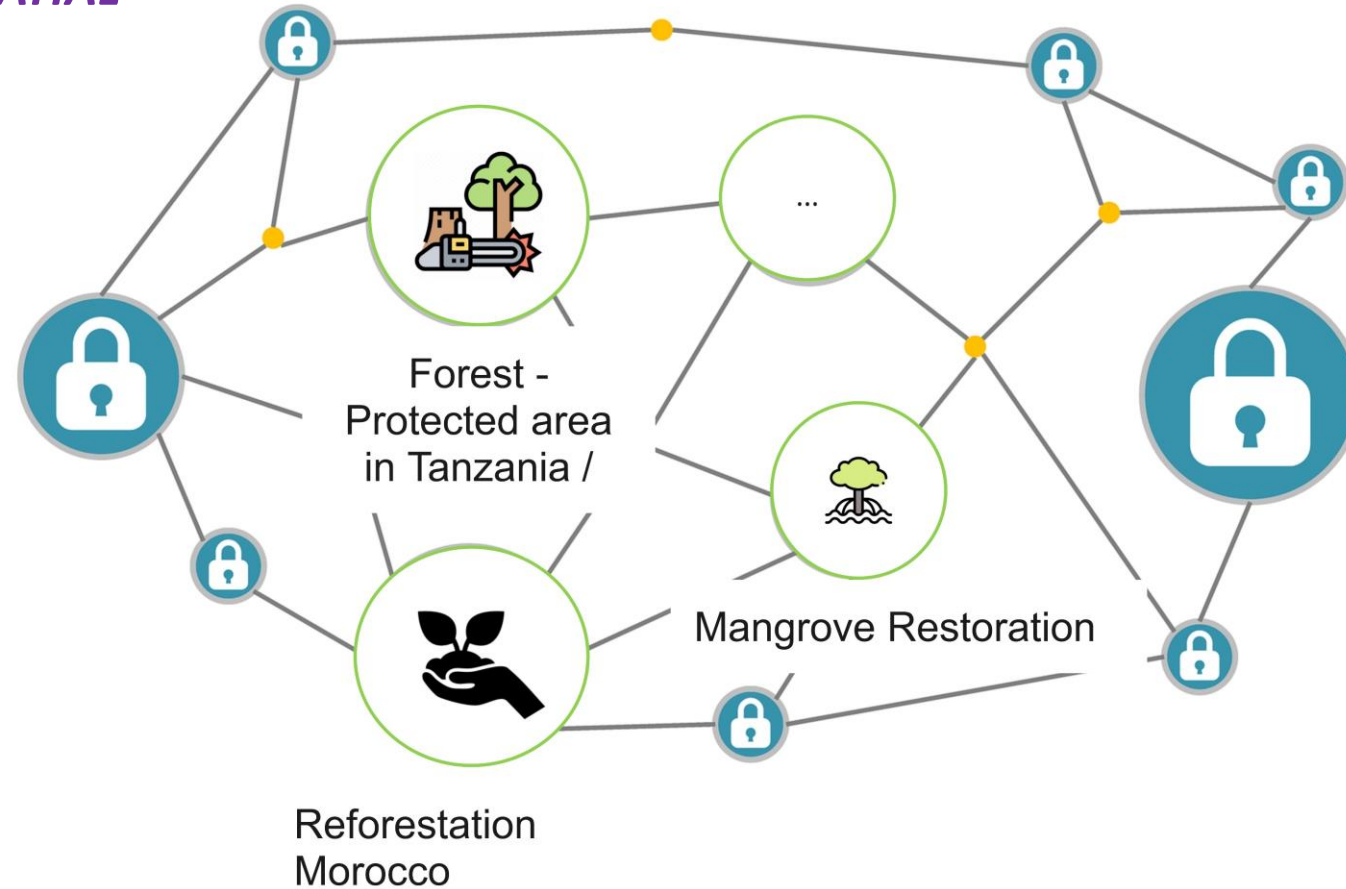 ...
Forest -
Protected area
in Tanzania /
Mangrove Restoration
Reforestation
Morocco